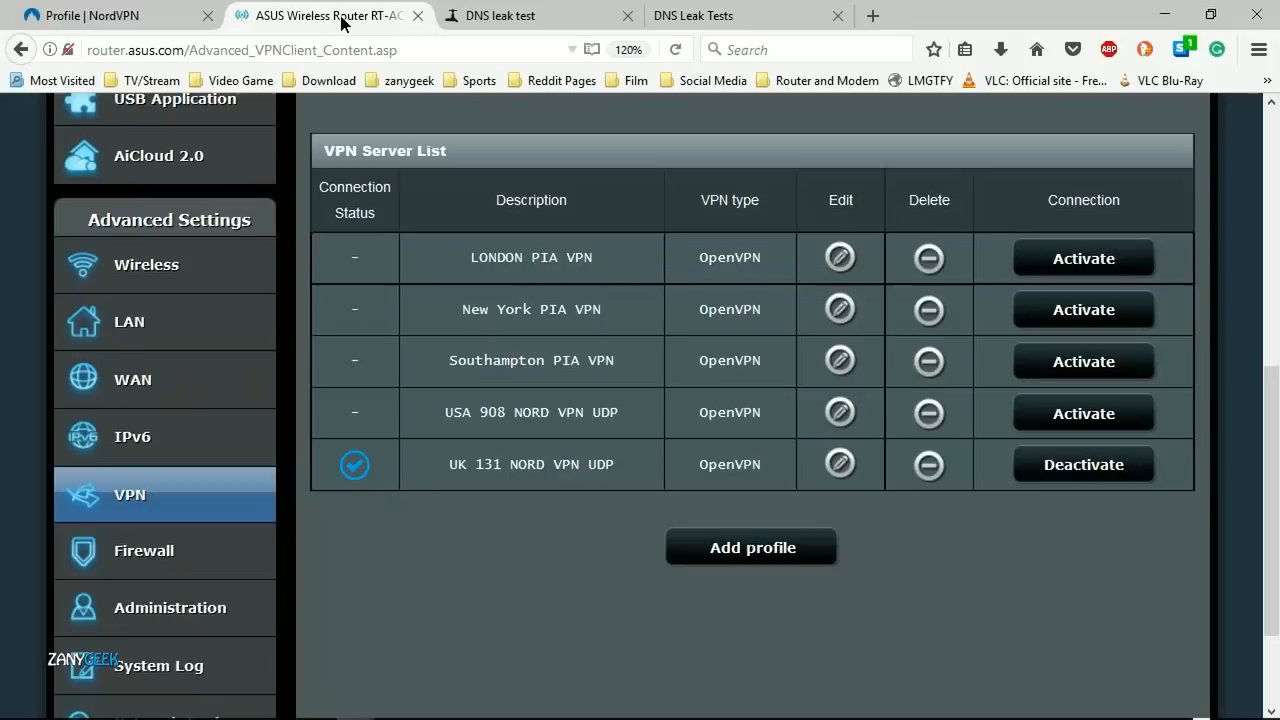 Profile | NordVPN
ASUS Wireless Router RT-AC
DNS leak test
DNS Leak Tests
router.asus.com/Advanced_VPNClient_Content.asp
120%
Search
ABP
1
Most Visited
TV/Stream
Video Game
Download
zanygeek
Sports
Reddit Pages
Film
Social Media
Router and Modem
LMGTFY
VLC: Official site - Fre...
VLC Blu-Ray
USB Application
AiCloud 2.0
Advanced Settings
Wireless
LAN
WAN
IPv6
VPN
Firewall
Administration
System Log
ZANYGEEK
VPN Server List
Connection Status Description VPN type Edit Delete Connection
- LONDON PIA VPN OpenVPN Activate
- New York PIA VPN OpenVPN Activate
- Southampton PIA VPN OpenVPN Activate
- USA 908 NORD VPN UDP OpenVPN Activate
UK 131 NORD VPN UDP OpenVPN Deactivate
Add profile